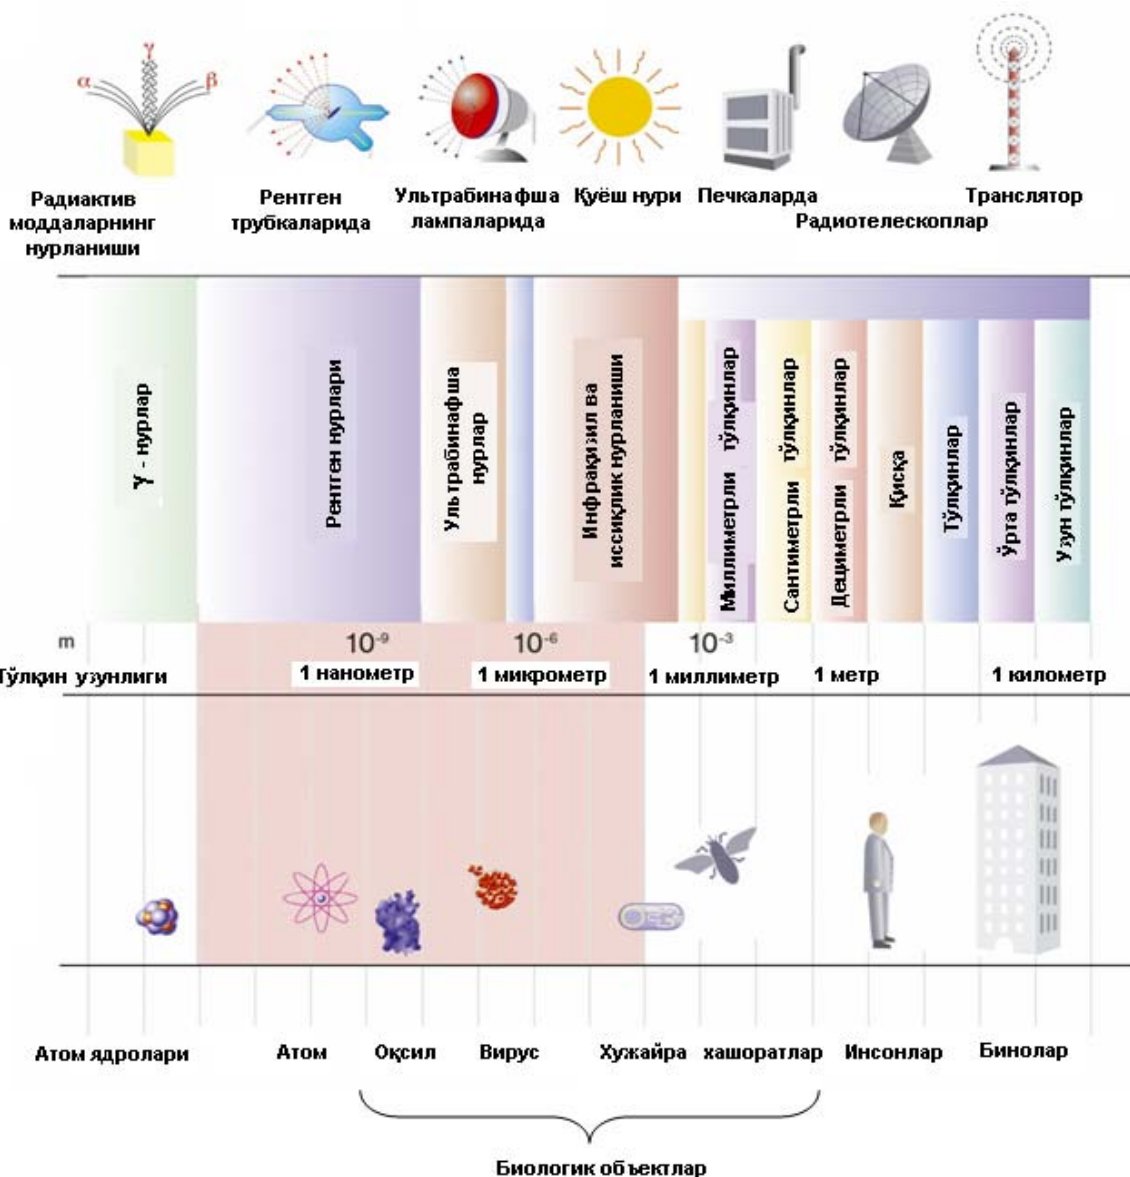 γ
α
β
Радиактив
моддаларнинг
нурланиши
Рентген
трубкаларида
Ультрабинафша
лампаларида
Қуёш нури
Печкаларда
Радиотелескоплар
Транслятор
γ - нурлар
Рентген нурлари
Ультрабинафша
нурлар
Инфрақизил ва
иссиқлик нурланиши
Миллиметрли тўлқинлар
Сантиметрли тўлқинлар
Дециметрли тўлқинлар
Қисқа
Тўлқинлар
Ўрта тўлқинлар
Узун тўлқинлар
m
10⁻⁹
10⁻⁶
10⁻³
Тўлқин узунлиги
1 нанометр
1 микрометр
1 миллиметр
1 метр
1 километр
Атом ядролари
Атом
Оқсил
Вирус
Хужайра
хашоратлар
Инсонлар
Бинолар
Биологик объектлар